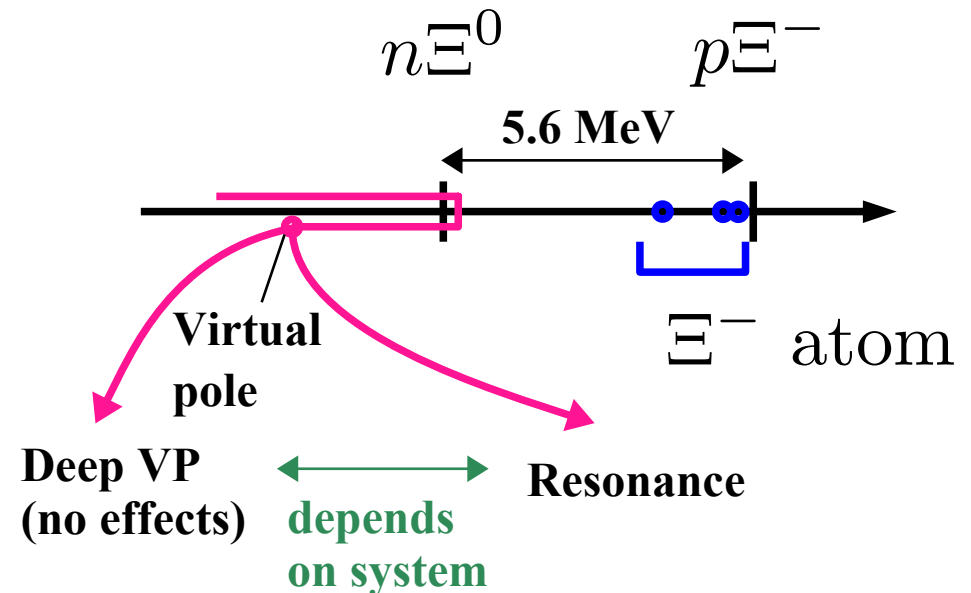 nΞ⁰ pΞ⁻
5.6 MeV
Ξ⁻ atom
Virtual
pole
Deep VP
(no effects)
depends
on system
Resonance